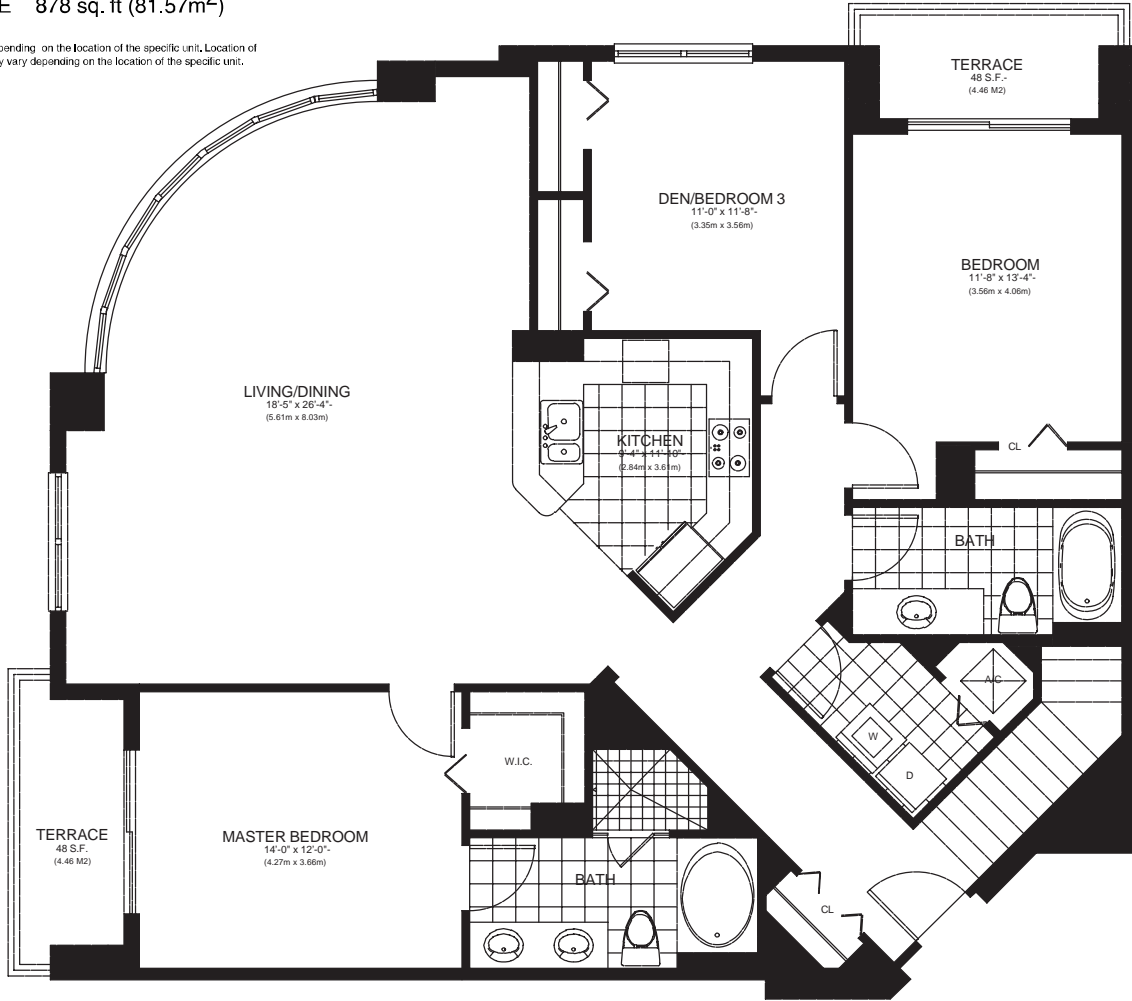 E 878 sq. ft (81.57m²)
pending on the location of the specific unit. Location of
y vary depending on the location of the specific unit.
TERRACE
48 S.F.-
(4.46 M2)
DEN/BEDROOM 3
11'-0" x 11'-8"-
(3.35m x 3.56m)
BEDROOM
11'-8" x 13'-4"-
(3.56m x 4.06m)
LIVING/DINING
18'-5" x 26'-4"-
(5.61m x 8.03m)
KITCHEN
9'-4" x 11'-10"-
(2.84m x 3.61m)
CL
BATH
A/C
W
D
W.I.C.
TERRACE
48 S.F.
(4.46 M2)
MASTER BEDROOM
14'-0" x 12'-0"-
(4.27m x 3.66m)
BATH
CL